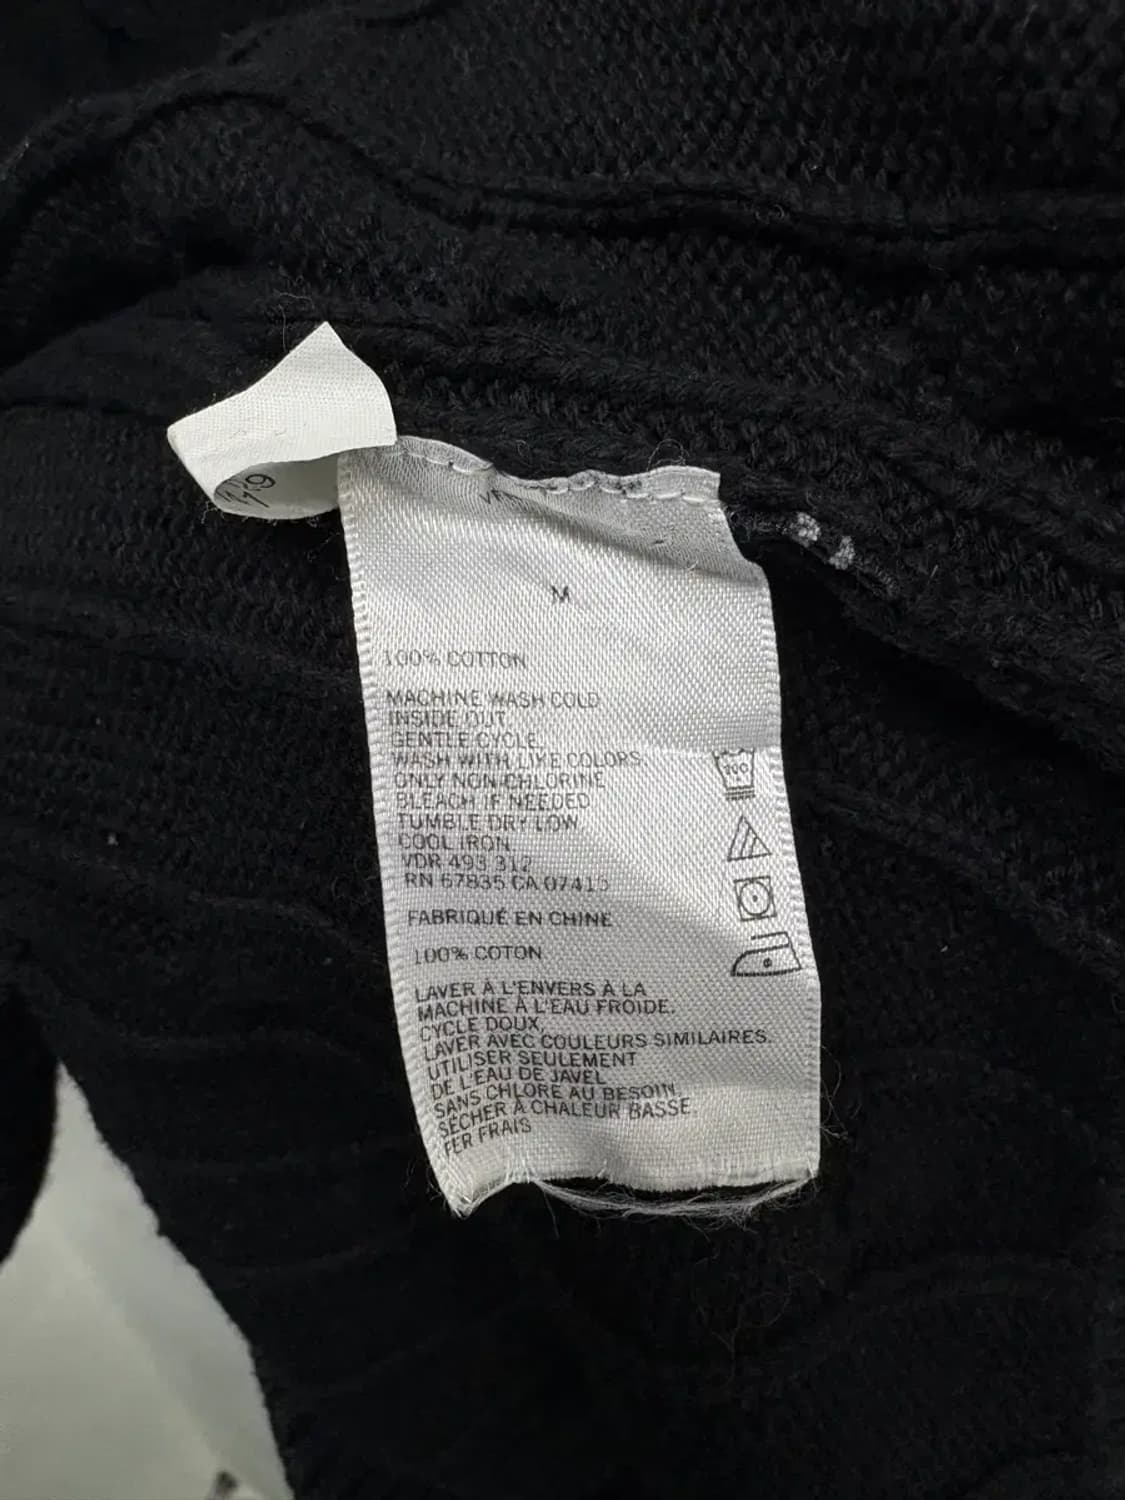 M
100% COTTON
MACHINE WASH COLD
INSIDE OUT.
GENTLE CYCLE.
WASH WITH LIKE COLORS
ONLY NON-CHLORINE
BLEACH IF NEEDED
TUMBLE DRY LOW
COOL IRON
VDR 493 312
RN 67835 CA 07415
FABRIQUÉ EN CHINE
100% COTON
LAVER À L'ENVERS À LA
MACHINE À L'EAU FROIDE.
CYCLE DOUX.
LAVER AVEC COULEURS SIMILAIRES.
UTILISER SEULEMENT
DE L'EAU DE JAVEL
SANS CHLORE AU BESOIN
SÉCHER À CHALEUR BASSE.
FER FRAIS